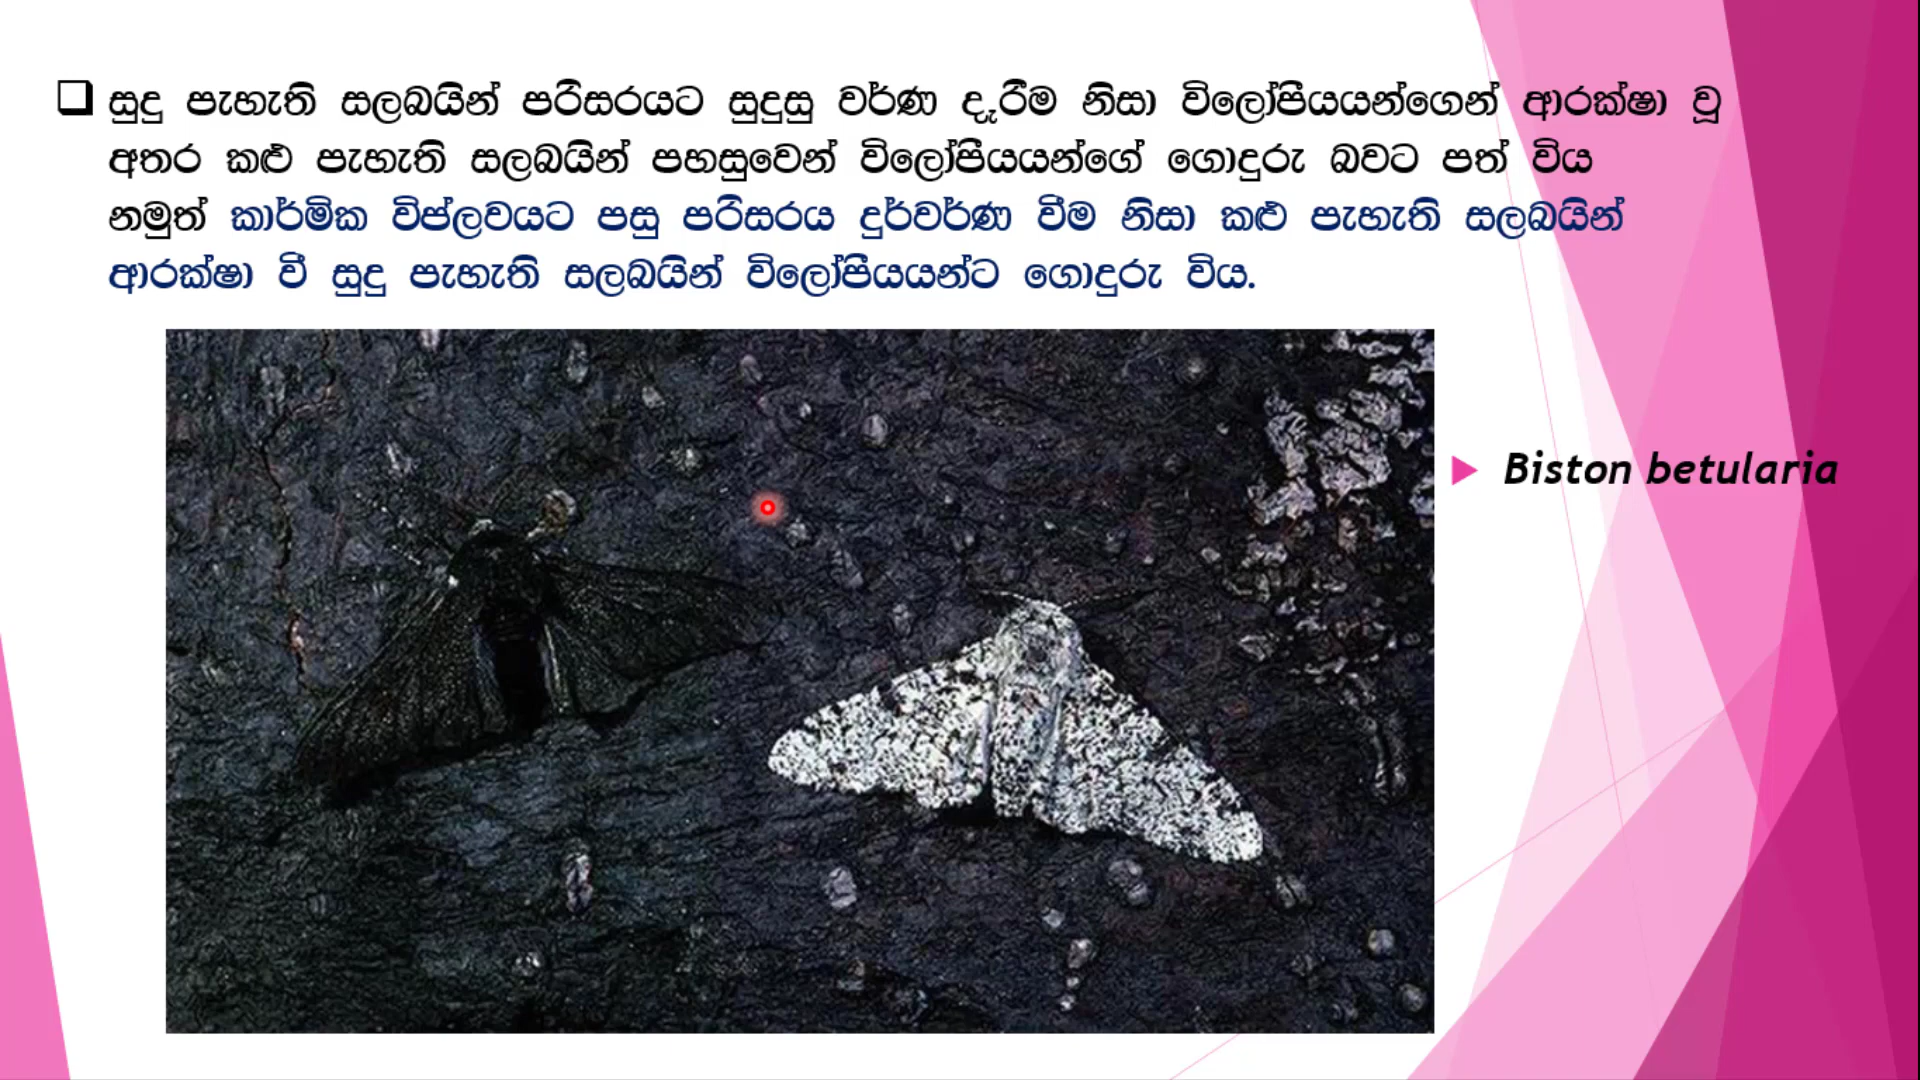 සුදු පැහැති සලබයින් පරිසරයට සුදුසු වර්ණ දැරීම නිසා විලෝපීයයන්ගෙන් ආරක්ෂා වූ
අතර කළු පැහැති සලබයින් පහසුවෙන් විලෝපීයයන්ගේ ගොදුරු බවට පත් විය
නමුත් කාර්මික විප්ලවයට පසු පරිසරය දුර්වර්ණ වීම නිසා කළු පැහැති සලබයින්
ආරක්ෂා වී සුදු පැහැති සලබයින් විලෝපීයයන්ට ගොදුරු විය.
Biston betularia